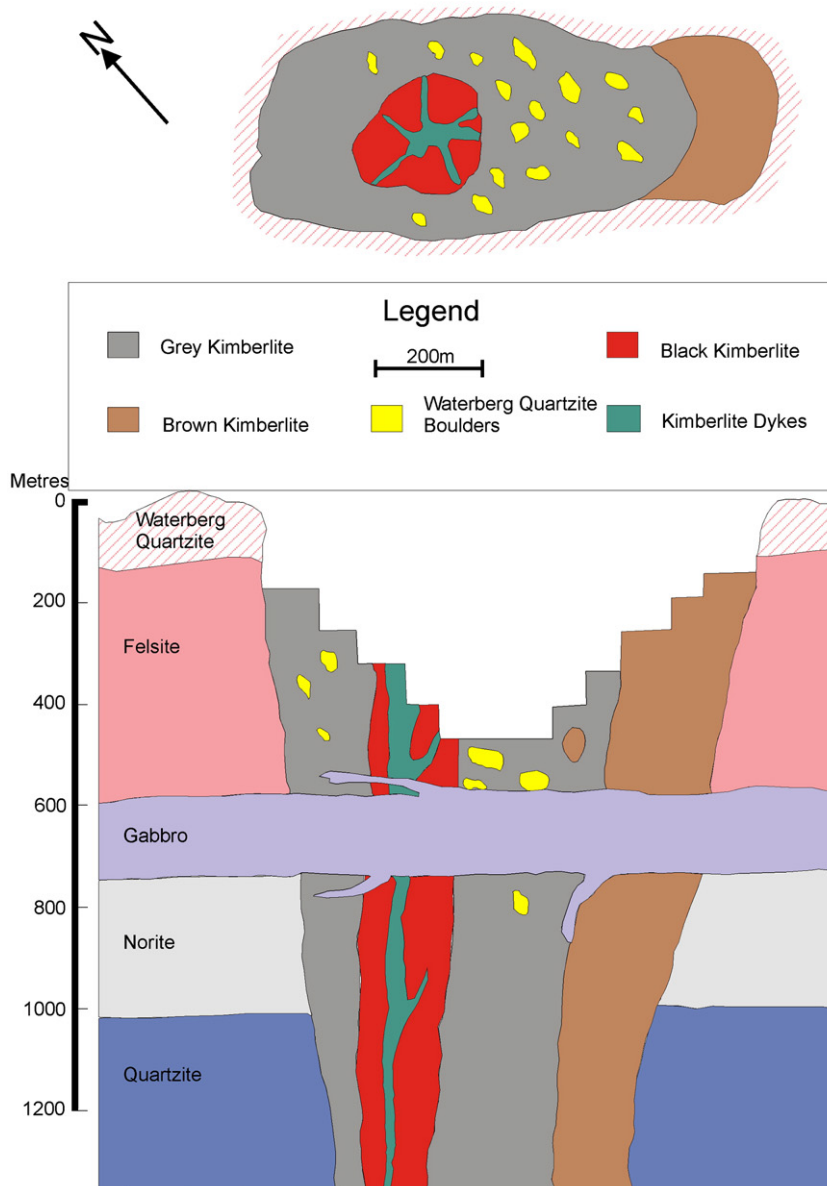 N
Legend
Grey Kimberlite
200m
Black Kimberlite
Brown Kimberlite
Waterberg Quartzite
Boulders
Kimberlite Dykes
Metres
0
Waterberg
Quartzite
200
Felsite
400
600
Gabbro
800
Norite
1000
Quartzite
1200